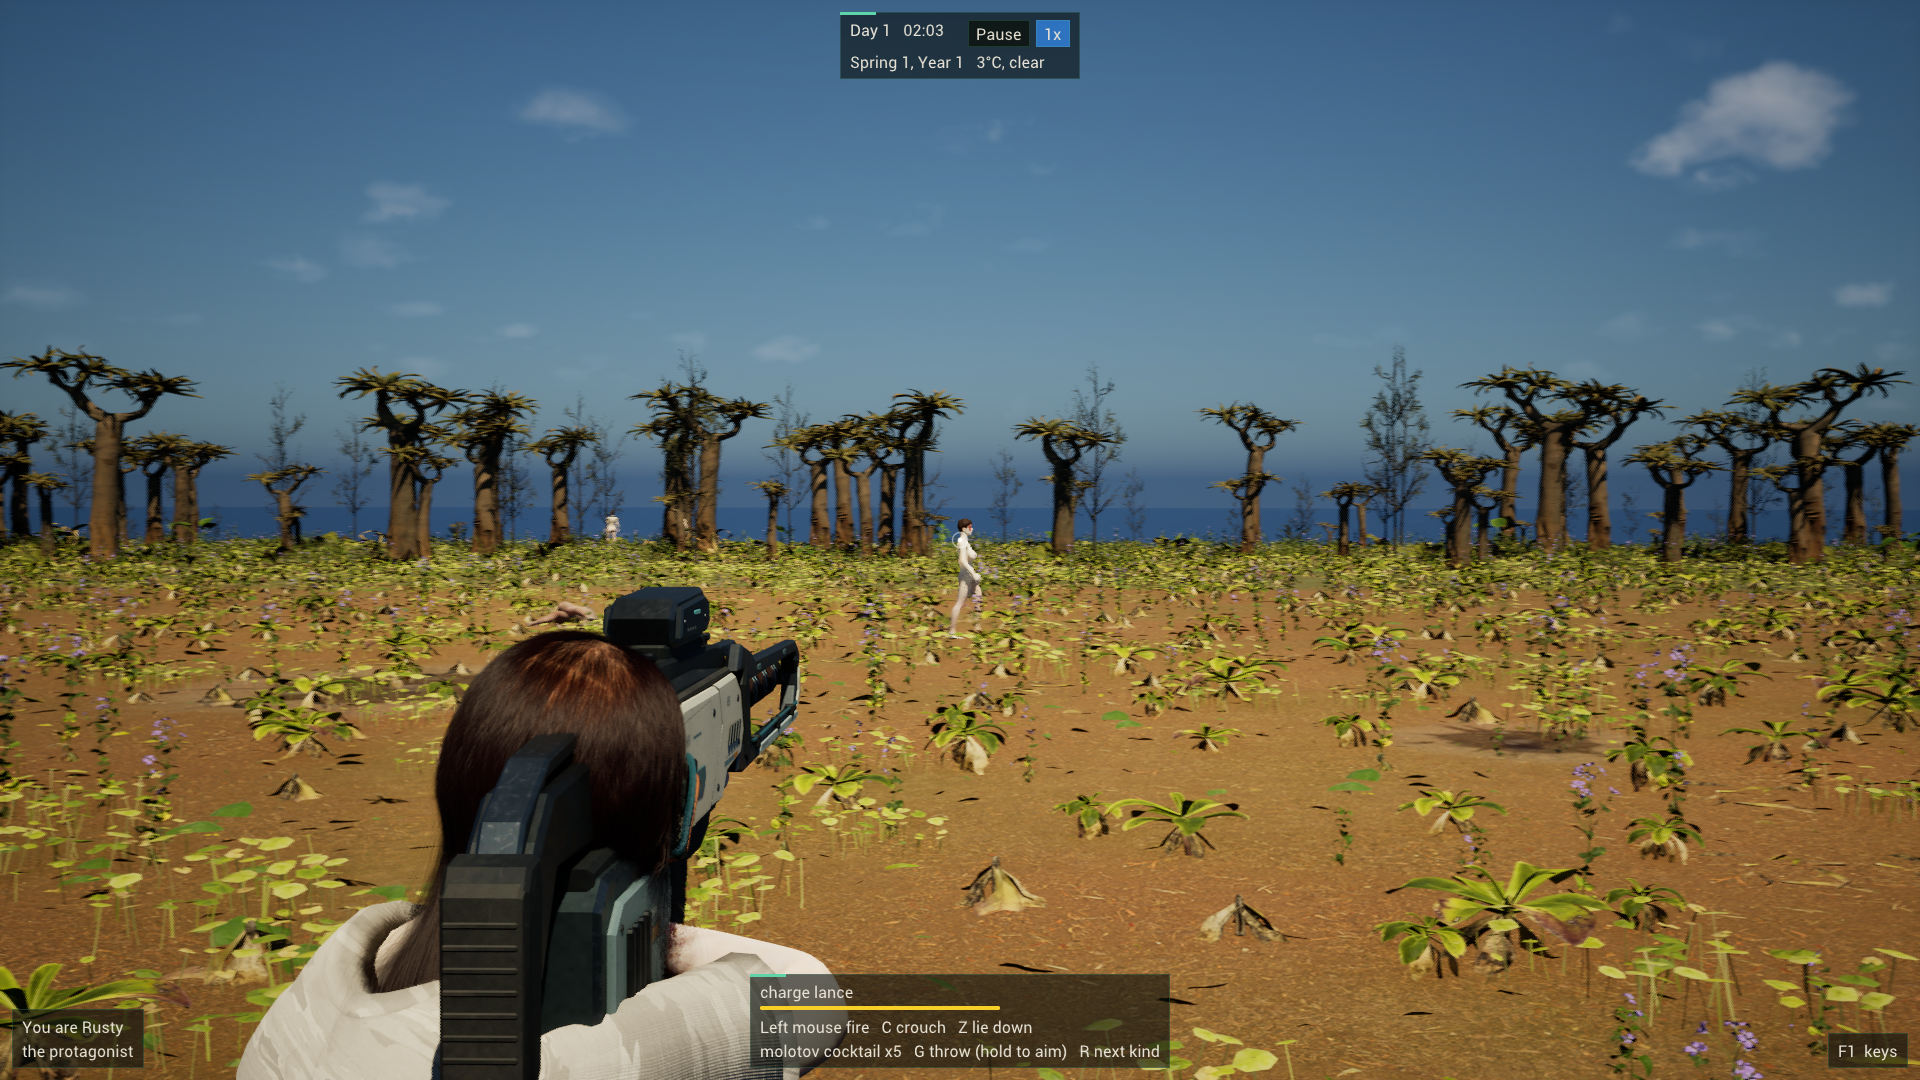 Day 1 02:03 Pause 1x
Spring 1, Year 1 3°C, clear
charge lance
Left mouse fire C crouch Z lie down
molotov cocktail x5 G throw (hold to aim) R next kind
You are Rusty
the protagonist
F1 keys